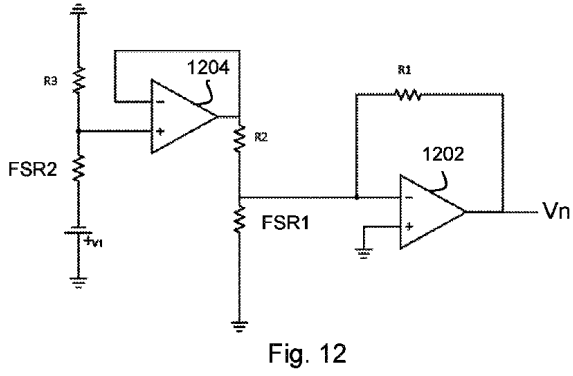 1204
R3
R1
−
+
R2
1202
FSR2
FSR1
−
+
Vn
+V1
Fig. 12